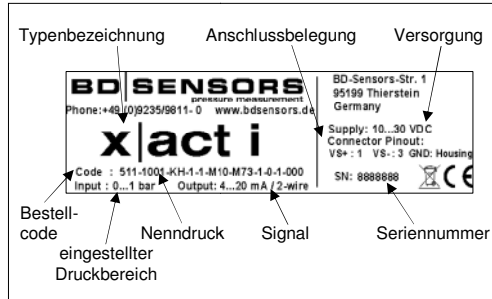 Typenbezeichnung
Anschlussbelegung
Versorgung
BD SENSORS
pressure measurement
Phone:+49 (0)9235/9811- 0 www.bdsensors.de
x|act i
Code : 511-1001-KH-1-1-M10-M73-1-0-1-000
Input : 0...1 bar Output: 4...20 mA / 2-wire
BD-Sensors-Str. 1
95199 Thierstein
Germany
Supply: 10...30 VDC
Connector Pinout:
VS+ : 1 VS- : 3 GND: Housing
SN: 8888888 CE
Bestell-
code
eingestellter
Druckbereich
Nenndruck
Signal
Seriennummer